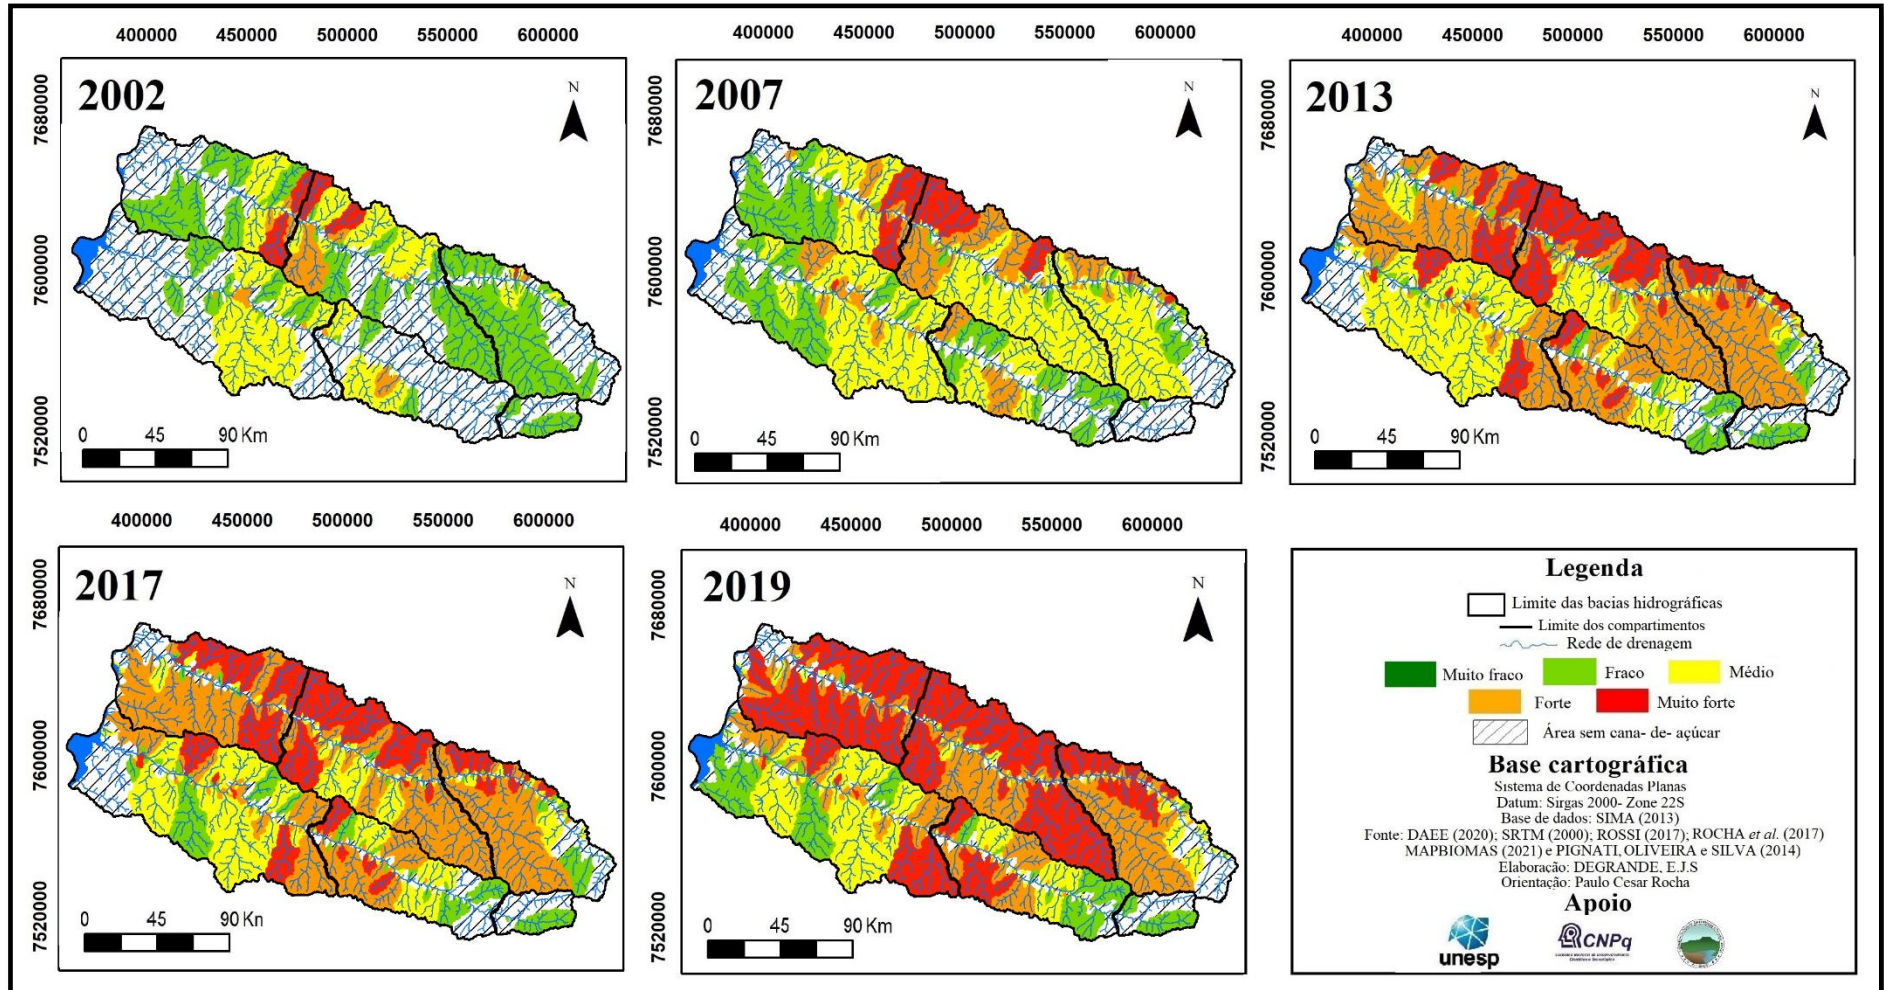 400000 450000 500000 550000 600000
7680000
7600000
7520000
2002
N
0 45 90 Km
400000 450000 500000 550000 600000
7680000
7600000
7520000
2007
N
0 45 90 Km
400000 450000 500000 550000 600000
7680000
7600000
7520000
2013
N
0 45 90 Km
400000 450000 500000 550000 600000
7680000
7600000
7520000
2017
N
0 45 90 Kn
400000 450000 500000 550000 600000
7680000
7600000
7520000
2019
N
0 45 90 Km
Legenda
Limite das bacias hidrográficas
Limite dos compartimentos
Rede de drenagem
Muito fraco Fraco Médio
Forte Muito forte
Área sem cana- de- açúcar
Base cartográfica
Sistema de Coordenadas Planas
Datum: Sirgas 2000- Zone 22S
Base de dados: SIMA (2013)
Fonte: DAEE (2020); SRTM (2000); ROSSI (2017); ROCHA et al. (2017)
MAPBIOMAS (2021) e PIGNATI, OLIVEIRA e SILVA (2014)
Elaboração: DEGRANDE, E.J.S
Orientação: Paulo Cesar Rocha
Apoio
unesp
CNPq